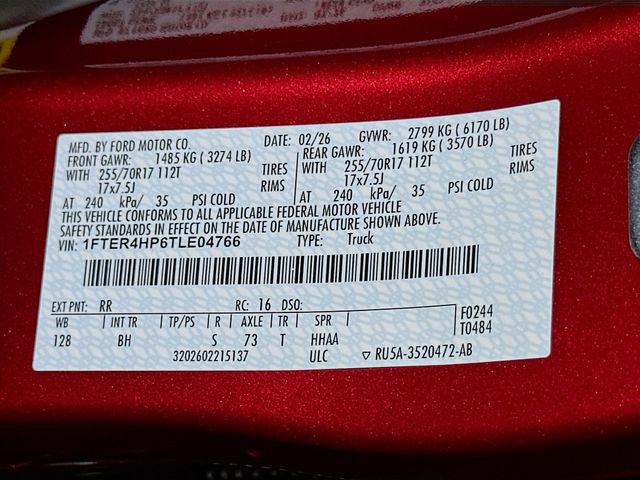 MFD. BY FORD MOTOR CO. DATE: 02/26 GVWR: 2799 KG ( 6170 LB)
FRONT GAWR: 1485 KG ( 3274 LB) REAR GAWR: 1619 KG ( 3570 LB)
WITH 255/70R17 112T TIRES WITH 255/70R17 112T TIRES
17x7.5J RIMS 17x7.5J RIMS
AT 240 kPa/ 35 PSI COLD AT 240 kPa/ 35 PSI COLD
THIS VEHICLE CONFORMS TO ALL APPLICABLE FEDERAL MOTOR VEHICLE
SAFETY STANDARDS IN EFFECT ON THE DATE OF MANUFACTURE SHOWN ABOVE.
VIN: 1FTER4HP6TLE04766 TYPE: Truck
EXT PNT: RR RC: 16 DSO: F0244
WB INT TR TP/PS R AXLE TR SPR T0484
128 BH S 73 T HHAA
3202602215137 ULC ▽ RU5A-3520472-AB